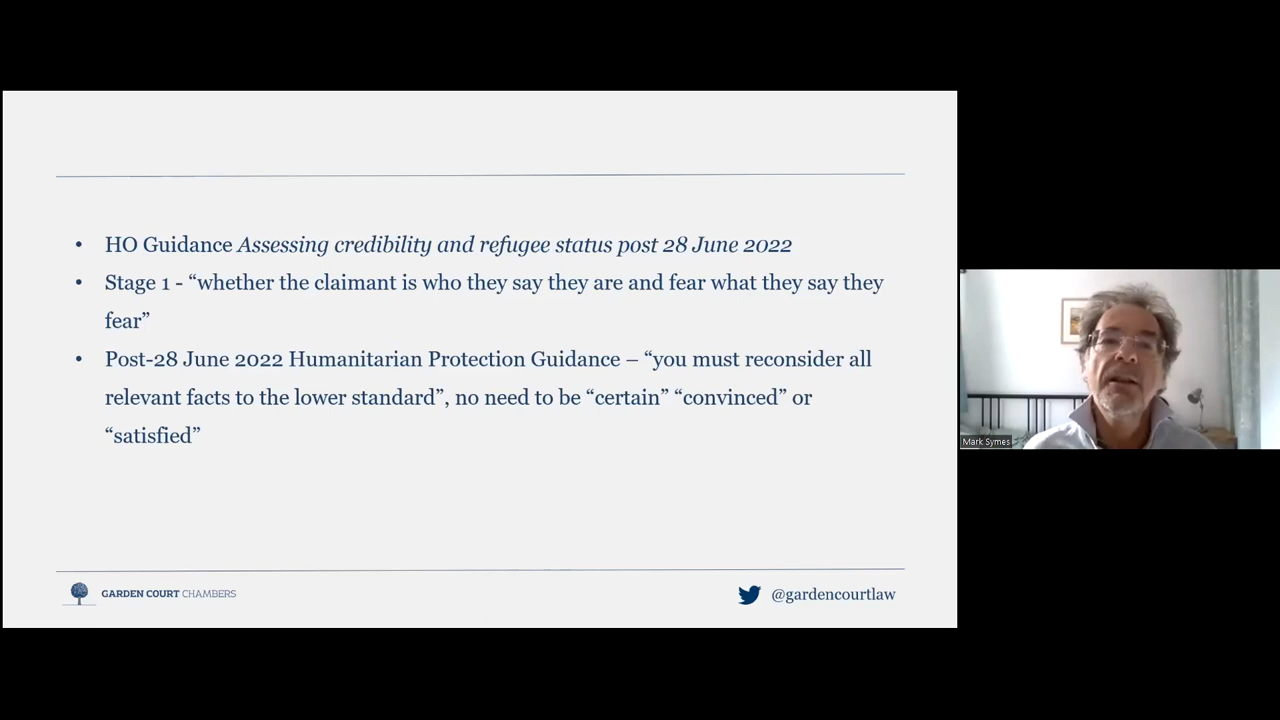 • HO Guidance Assessing credibility and refugee status post 28 June 2022
• Stage 1 - “whether the claimant is who they say they are and fear what they say they
fear”
• Post-28 June 2022 Humanitarian Protection Guidance – “you must reconsider all
relevant facts to the lower standard”, no need to be “certain” “convinced” or
“satisfied”
Mark Symes
GARDEN COURT CHAMBERS
@gardencourtlaw